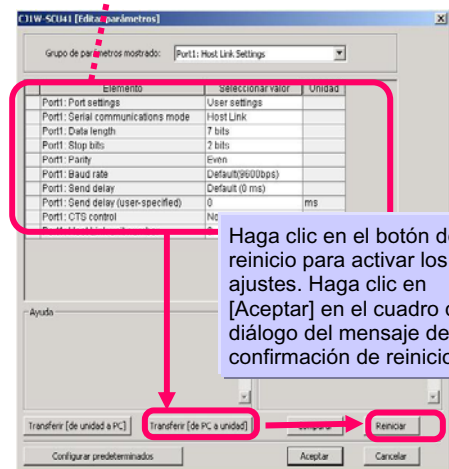 CJ1W-SCU41 [Editar parámetros]
Grupo de parámetros mostrado: Port1: Host Link Settings
Elemento Seleccionar valor Unidad
Port1: Port settings User settings
Port1: Serial communications mode Host Link
Port1: Data length 7 bits
Port1: Stop bits 2 bits
Port1: Parity Even
Port1: Baud rate Default(9600bps)
Port1: Send delay Default (0 ms)
Port1: Send delay (user-specified) 0 ms
Port1: CTS control No
Haga clic en el botón de
reinicio para activar los
ajustes. Haga clic en
[Aceptar] en el cuadro
diálogo del mensaje de
confirmación de reinicio
Ayuda
Transferir [de unidad a PC] Transferir [de PC a unidad] Reiniciar
Configurar predeterminados Aceptar Cancelar